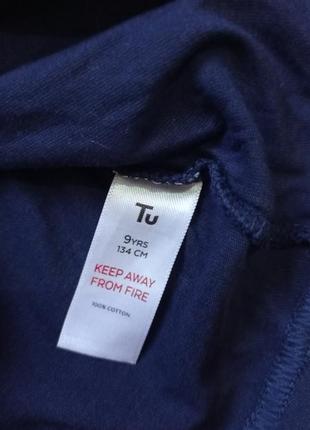 Tu
9YRS
134 CM
KEEP AWAY
FROM FIRE
100% COTTON